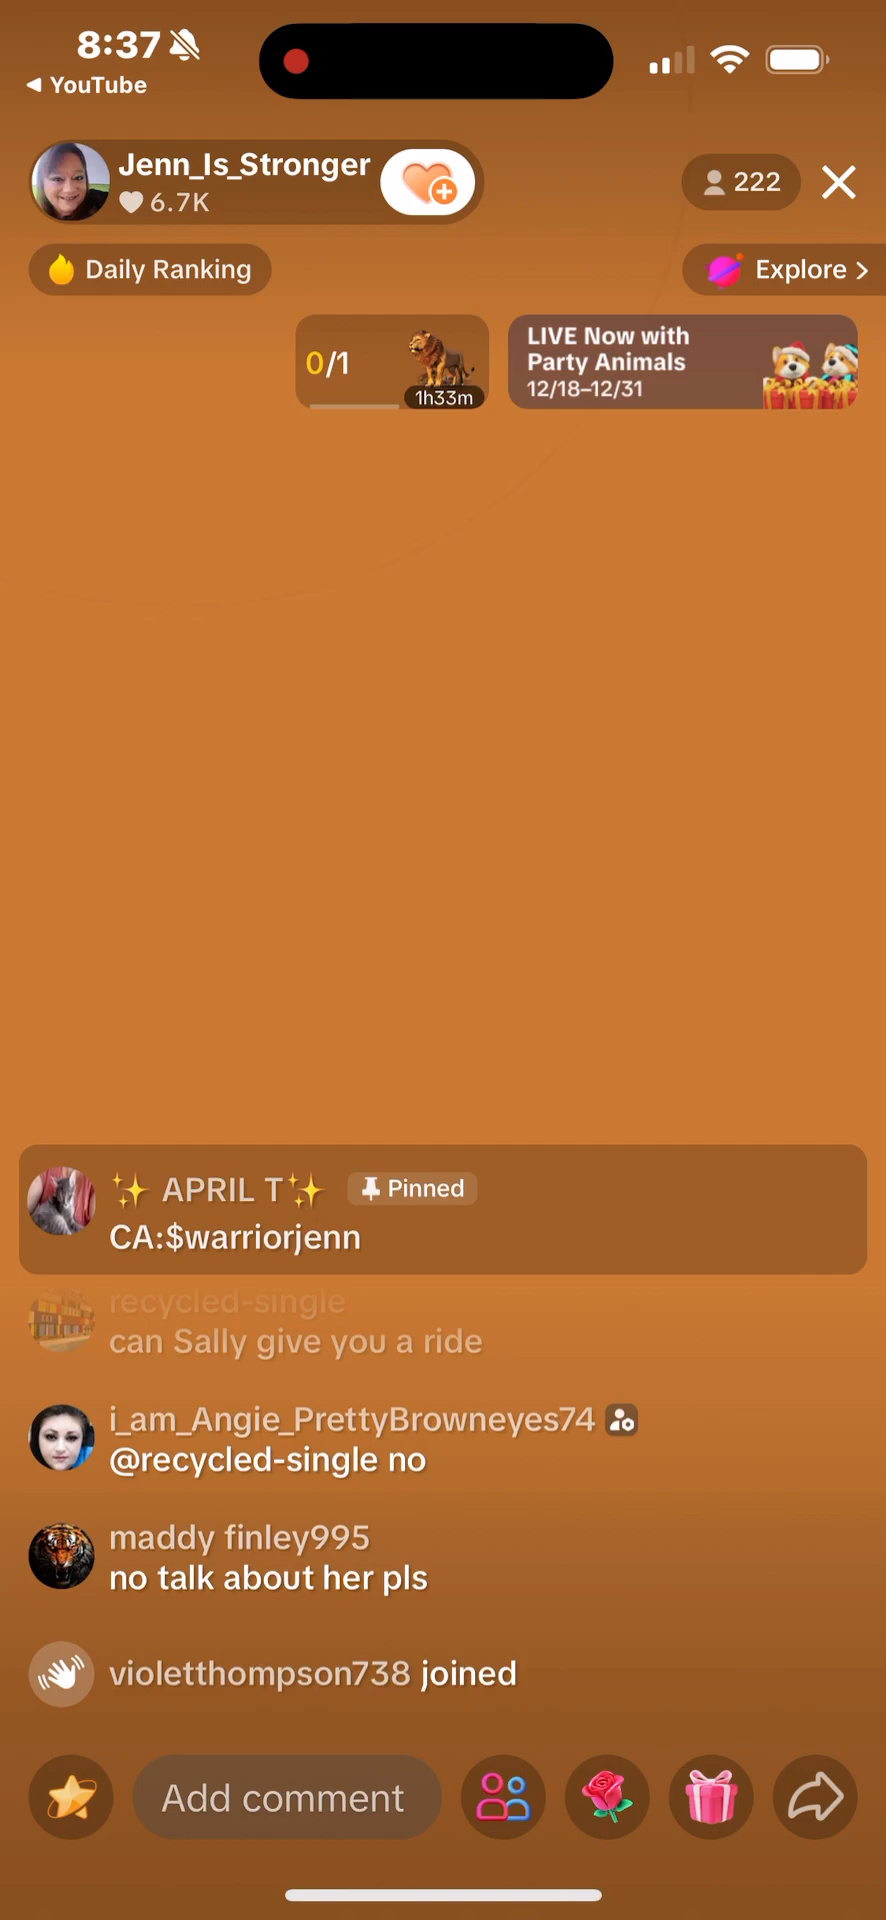 8:37
◀ YouTube
Jenn_Is_Stronger
6.7K
222
Daily Ranking
Explore >
0/1
1h33m
LIVE Now with
Party Animals
12/18–12/31
✨ APRIL T✨ Pinned
CA:$warriorjenn
recycled-single
can Sally give you a ride
i_am_Angie_PrettyBrowneyes74
@recycled-single no
maddy finley995
no talk about her pls
violetthompson738 joined
Add comment